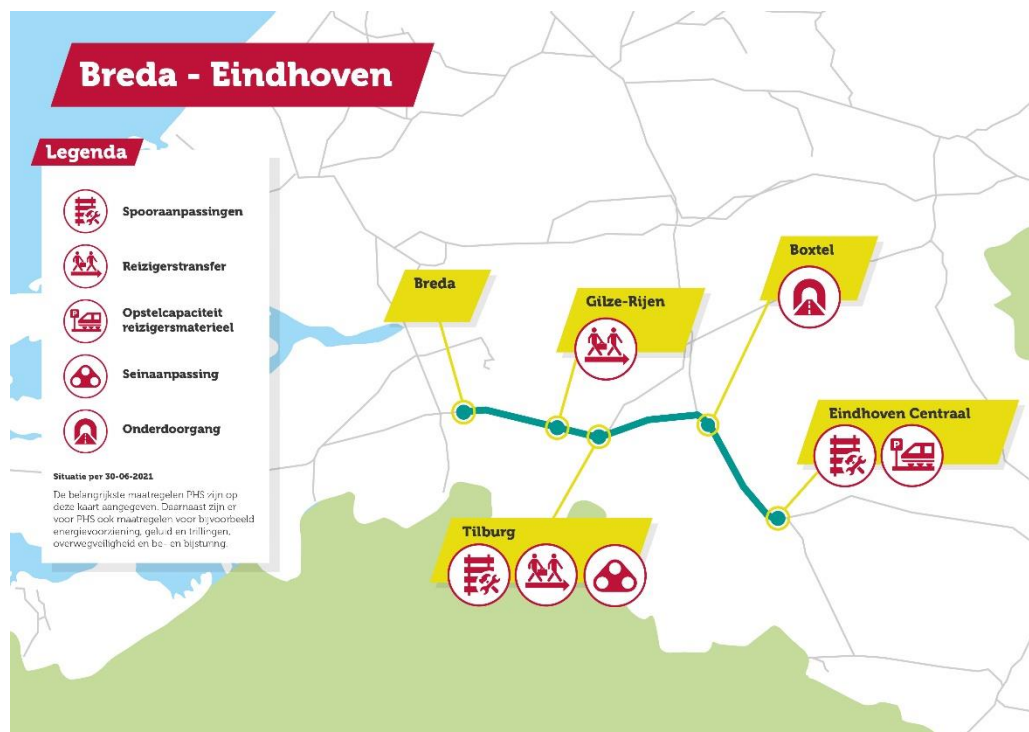 Breda - Eindhoven
Legenda
Spooraanpassingen
Reizigerstransfer
Opstelcapaciteit
reizigersmaterieel
Seinaanpassing
Onderdoorgang
Situatie per 30-06-2021
De belangrijkste maatregelen PHS zijn op
deze kaart aangegeven. Daarnaast zijn er
voor PHS ook maatregelen voor bijvoorbeeld
energievoorziening, geluid en trillingen,
overwegveiligheid en be- en bijsturing.
Breda
Gilze-Rijen
Boxtel
Eindhoven Centraal
P
Tilburg
P